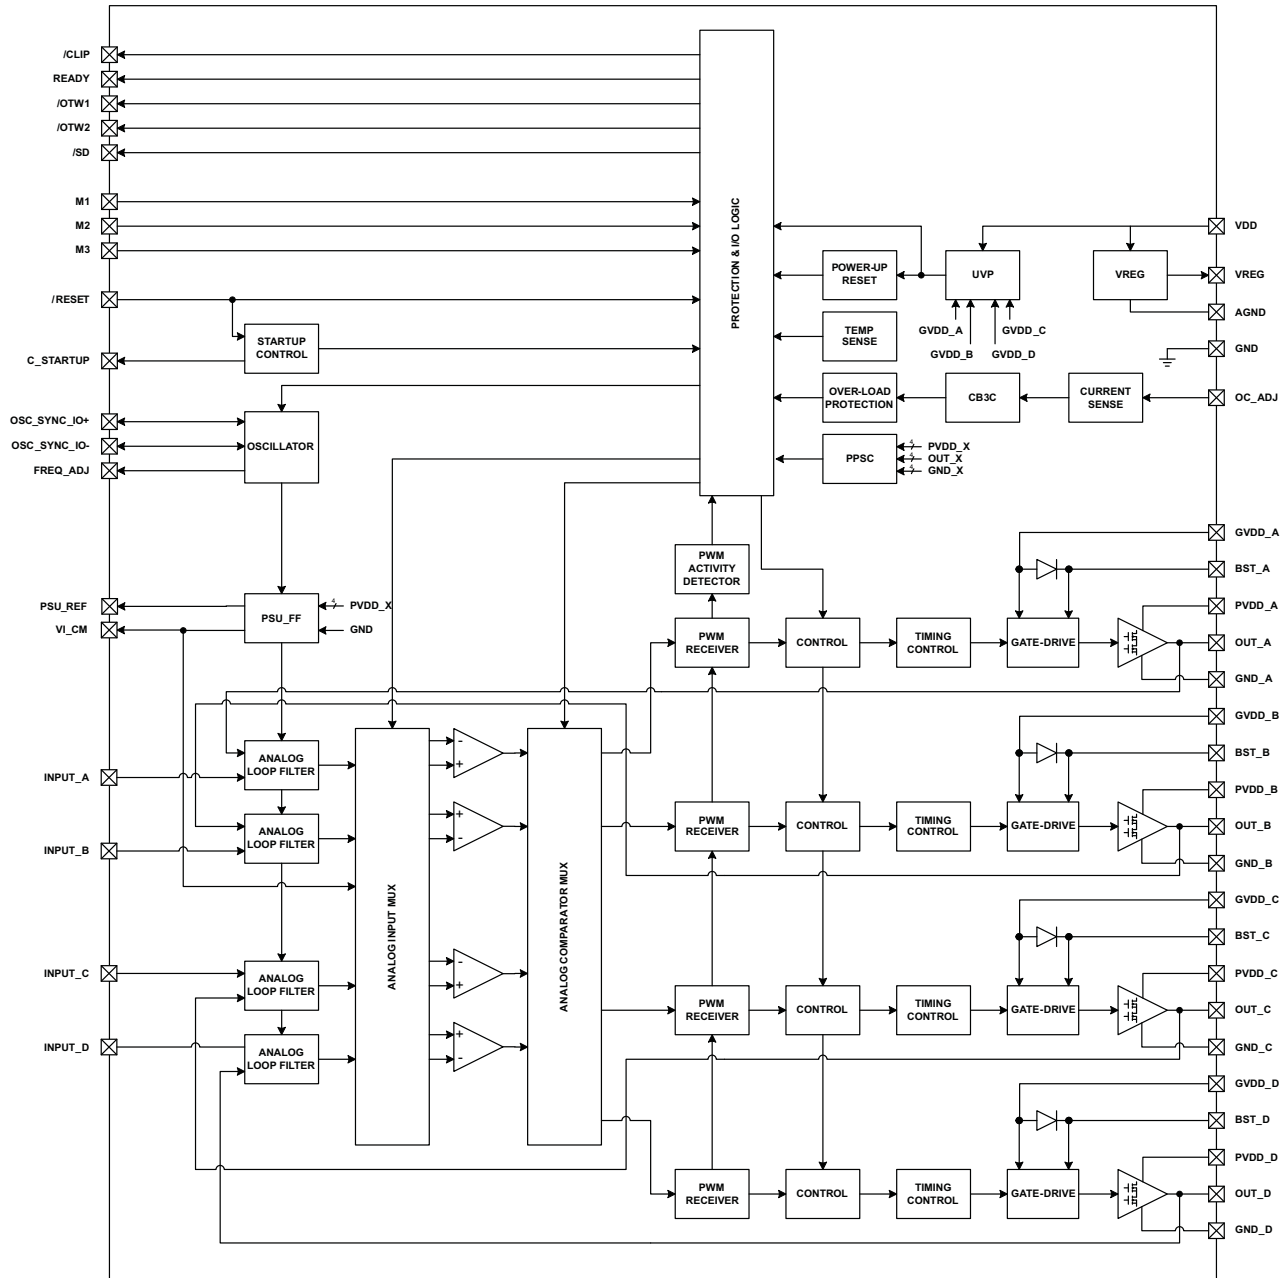 /CLIP
READY
/OTW1
/OTW2
/SD
M1
M2
M3
/RESET
C_STARTUP
OSC_SYNC_IO+
OSC_SYNC_IO-
FREQ_ADJ
PSU_REF
VI_CM
INPUT_A
INPUT_B
INPUT_C
INPUT_D
STARTUP
CONTROL
OSCILLATOR
PSU_FF
4
PVDD_X
GND
ANALOG
LOOP FILTER
ANALOG
LOOP FILTER
ANALOG
LOOP FILTER
ANALOG
LOOP FILTER
ANALOG INPUT MUX
-
+
+
-
-
+
+
-
ANALOG COMPARATOR MUX
PROTECTION & I/O LOGIC
POWER-UP
RESET
UVP
VREG
GVDD_A
GVDD_C
GVDD_B
GVDD_D
TEMP
SENSE
OVER-LOAD
PROTECTION
CB3C
CURRENT
SENSE
PPSC
4
PVDD_X
4
OUT_X
4
GND_X
PWM
ACTIVITY
DETECTOR
PWM
RECEIVER
CONTROL
TIMING
CONTROL
GATE-DRIVE
PWM
RECEIVER
CONTROL
TIMING
CONTROL
GATE-DRIVE
PWM
RECEIVER
CONTROL
TIMING
CONTROL
GATE-DRIVE
PWM
RECEIVER
CONTROL
TIMING
CONTROL
GATE-DRIVE
VDD
VREG
AGND
GND
OC_ADJ
GVDD_A
BST_A
PVDD_A
OUT_A
GND_A
GVDD_B
BST_B
PVDD_B
OUT_B
GND_B
GVDD_C
BST_C
PVDD_C
OUT_C
GND_C
GVDD_D
BST_D
PVDD_D
OUT_D
GND_D